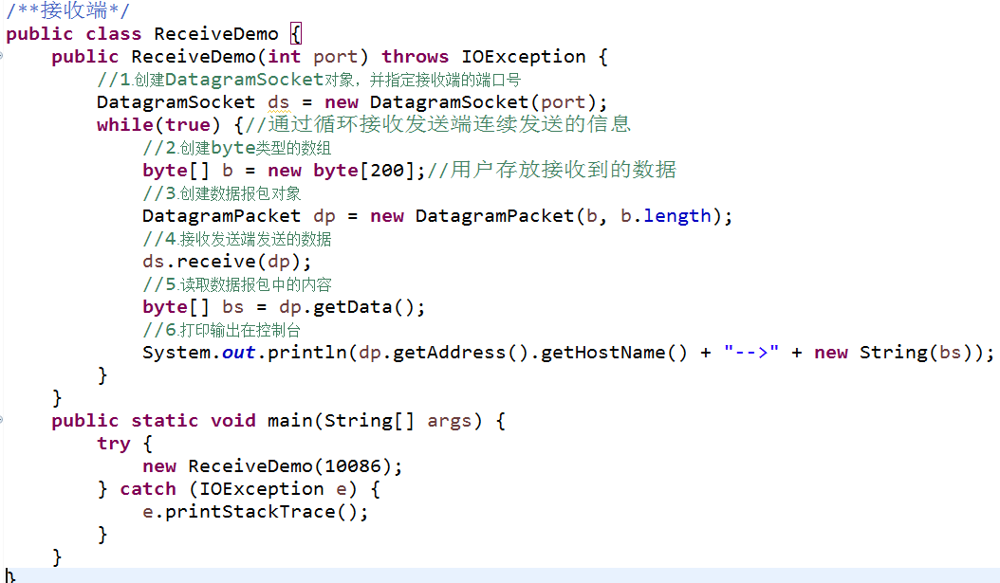 /**接收端*/
public class ReceiveDemo {
public ReceiveDemo(int port) throws IOException {
//1.创建DatagramSocket对象，并指定接收端的端口号
DatagramSocket ds = new DatagramSocket(port);
while(true) {//通过循环接收发送端连续发送的信息
//2.创建byte类型的数组
byte[] b = new byte[200];//用户存放接收到的数据
//3.创建数据报包对象
DatagramPacket dp = new DatagramPacket(b, b.length);
//4.接收发送端发送的数据
ds.receive(dp);
//5.读取数据报包中的内容
byte[] bs = dp.getData();
//6.打印输出在控制台
System.out.println(dp.getAddress().getHostName() + "-->" + new String(bs));
}
}
public static void main(String[] args) {
try {
new ReceiveDemo(10086);
} catch (IOException e) {
e.printStackTrace();
}
}
}